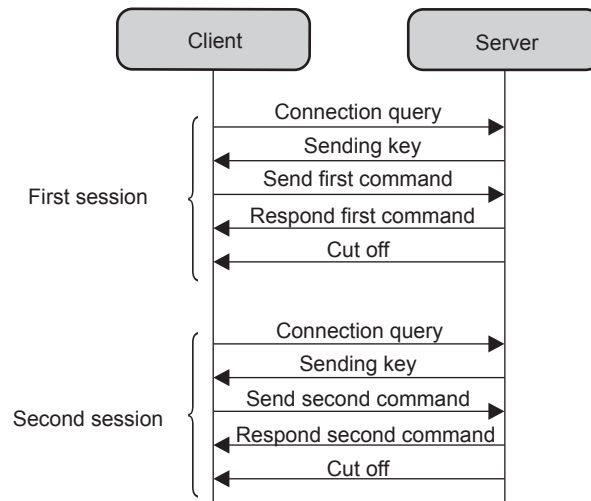 Client
Server
Connection query
Sending key
Send first command
First session
Respond first command
Cut off
Connection query
Sending key
Send second command
Second session
Respond second command
Cut off